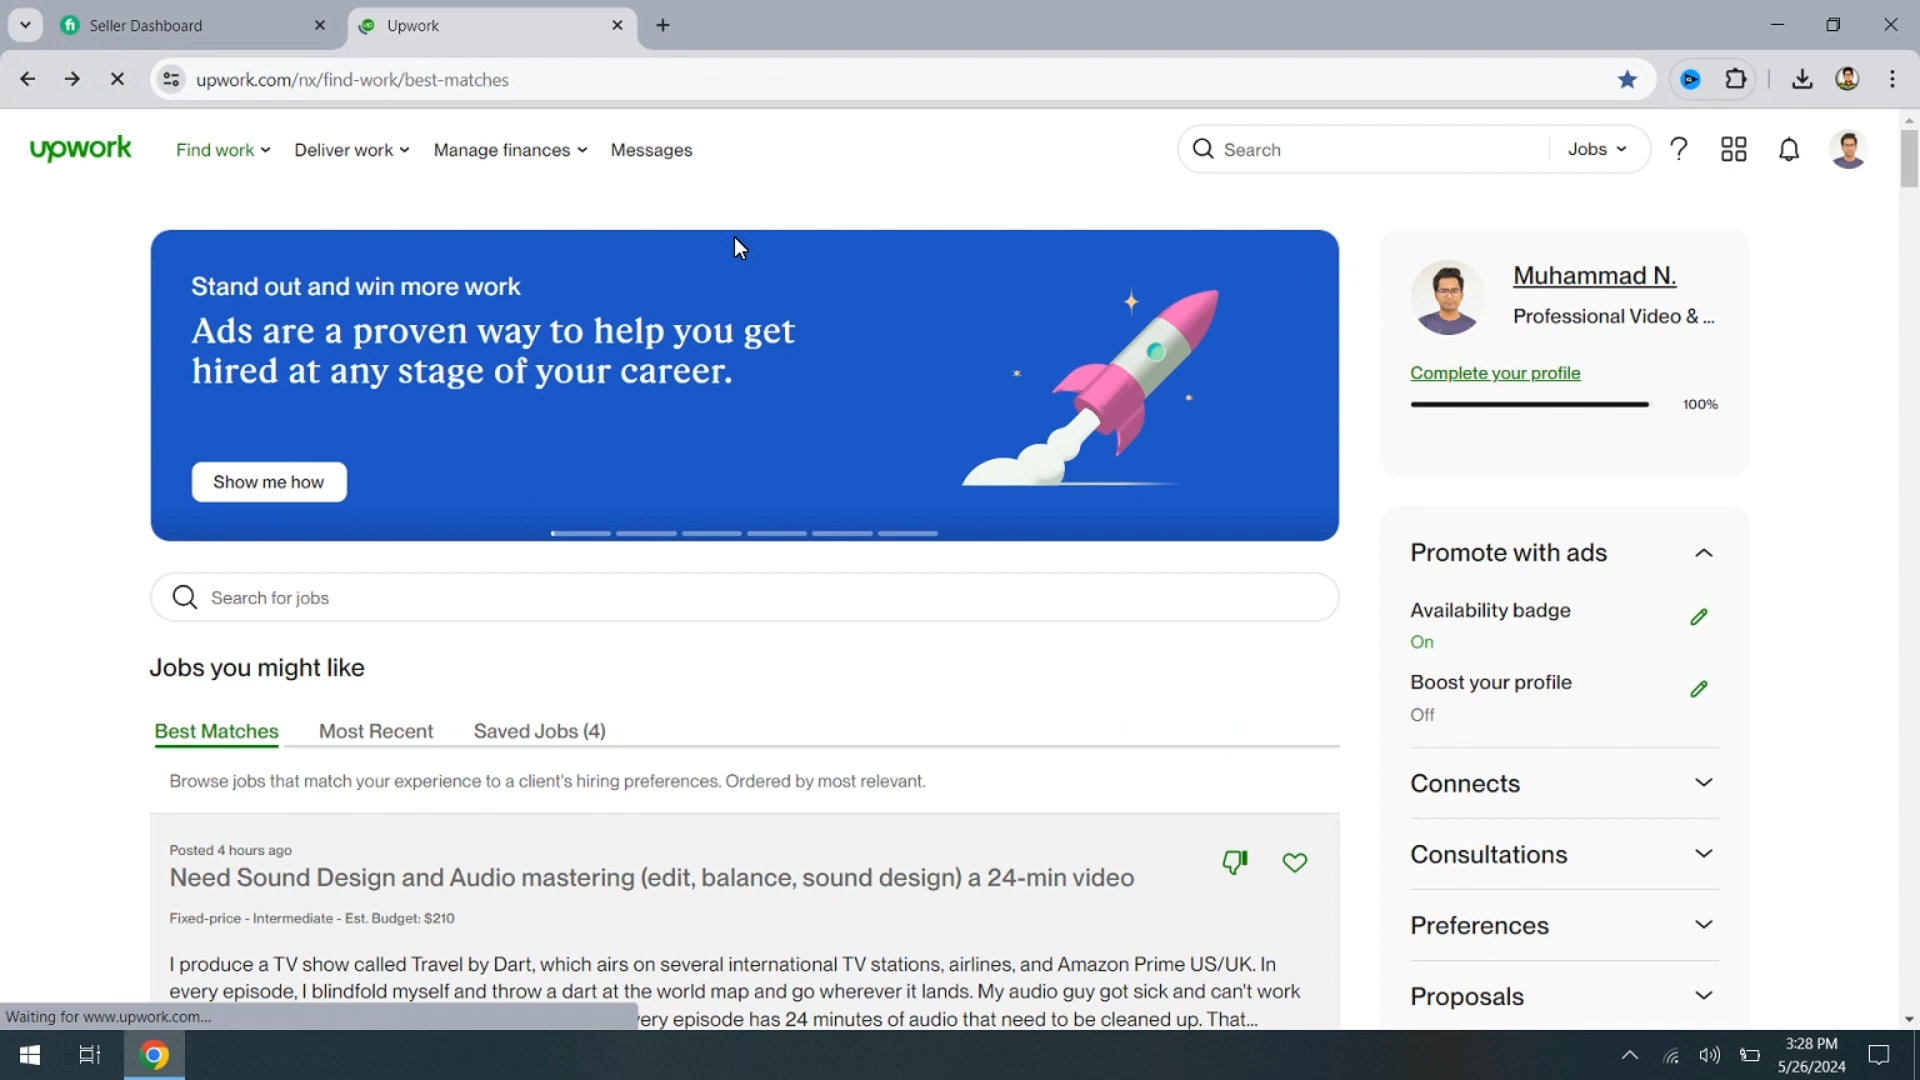 Seller Dashboard
Upwork
upwork.com/nx/find-work/best-matches
upwork
Find work
Deliver work
Manage finances
Messages
Search
Jobs
Stand out and win more work
Ads are a proven way to help you get
hired at any stage of your career.
Show me how
Muhammad N.
Professional Video & ...
Complete your profile
100%
Search for jobs
Promote with ads
Availability badge
On
Boost your profile
Off
Connects
Consultations
Preferences
Proposals
Jobs you might like
Best Matches
Most Recent
Saved Jobs (4)
Browse jobs that match your experience to a client's hiring preferences. Ordered by most relevant.
Posted 4 hours ago
Need Sound Design and Audio mastering (edit, balance, sound design) a 24-min video
Fixed-price - Intermediate - Est. Budget: $210
I produce a TV show called Travel by Dart, which airs on several international TV stations, airlines, and Amazon Prime US/UK. In
every episode, I blindfold myself and throw a dart at the world map and go wherever it lands. My audio guy got sick and can't work
ery episode has 24 minutes of audio that need to be cleaned up. That...
Waiting for www.upwork.com...
3:28 PM
5/26/2024